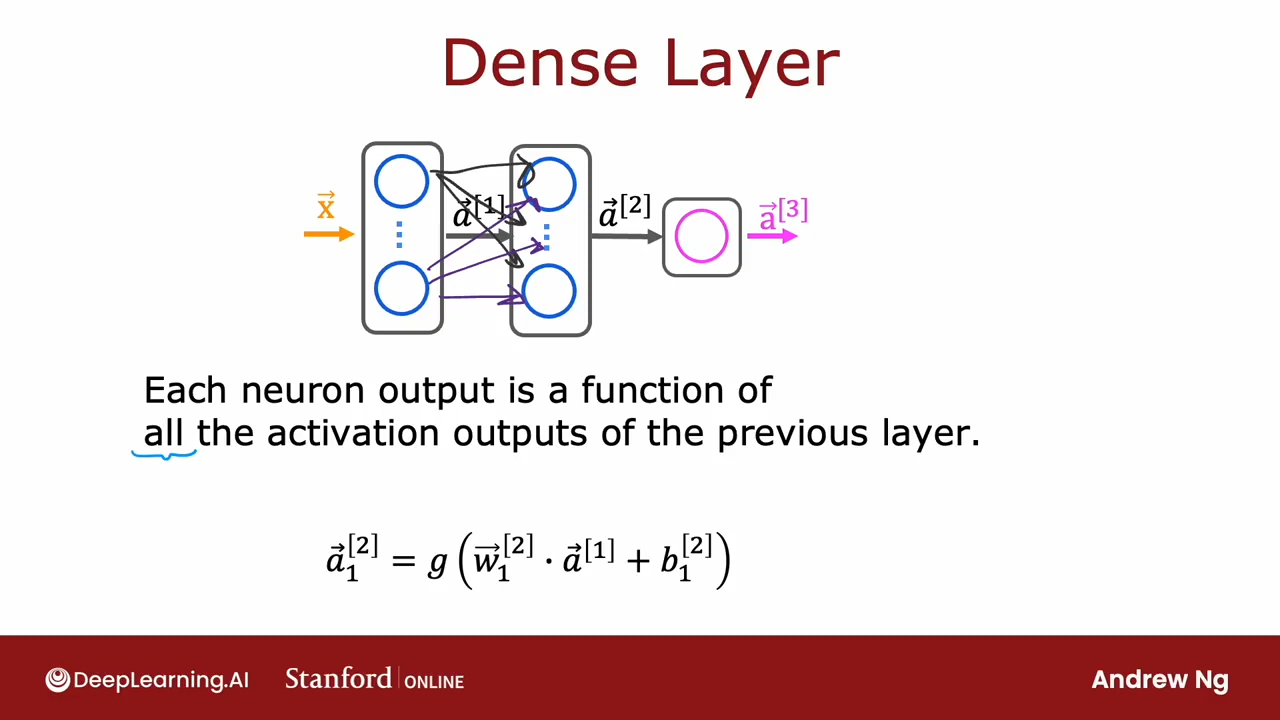 Dense Layer
x⃗ a⃗[1] a⃗[2] a⃗[3]
Each neuron output is a function of
all the activation outputs of the previous layer.
a⃗₁[2] = g (w⃗₁[2] · a⃗[1] + b₁[2])
DeepLearning.AI Stanford | ONLINE Andrew Ng